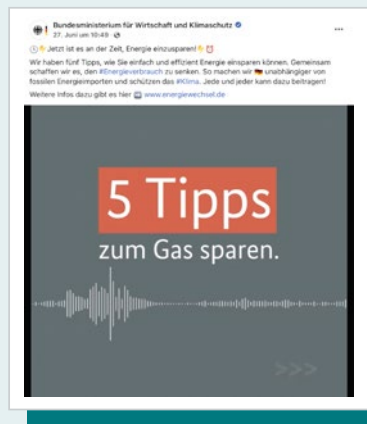 Bundesministerium für Wirtschaft und Klimaschutz
27. Juni um 10:49 ·
Jetzt ist es an der Zeit, Energie einzusparen!
Wir haben fünf Tipps, wie Sie einfach und effizient Energie einsparen können. Gemeinsam
schaffen wir es, den #Energieverbrauch zu senken. So machen wir 🇩🇪 unabhängiger von
fossilen Energieimporten und schützen das #Klima. Jede und jeder kann dazu beitragen!
Weitere Infos dazu gibt es hier www.energiewechsel.de
5 Tipps
zum Gas sparen.
>>>